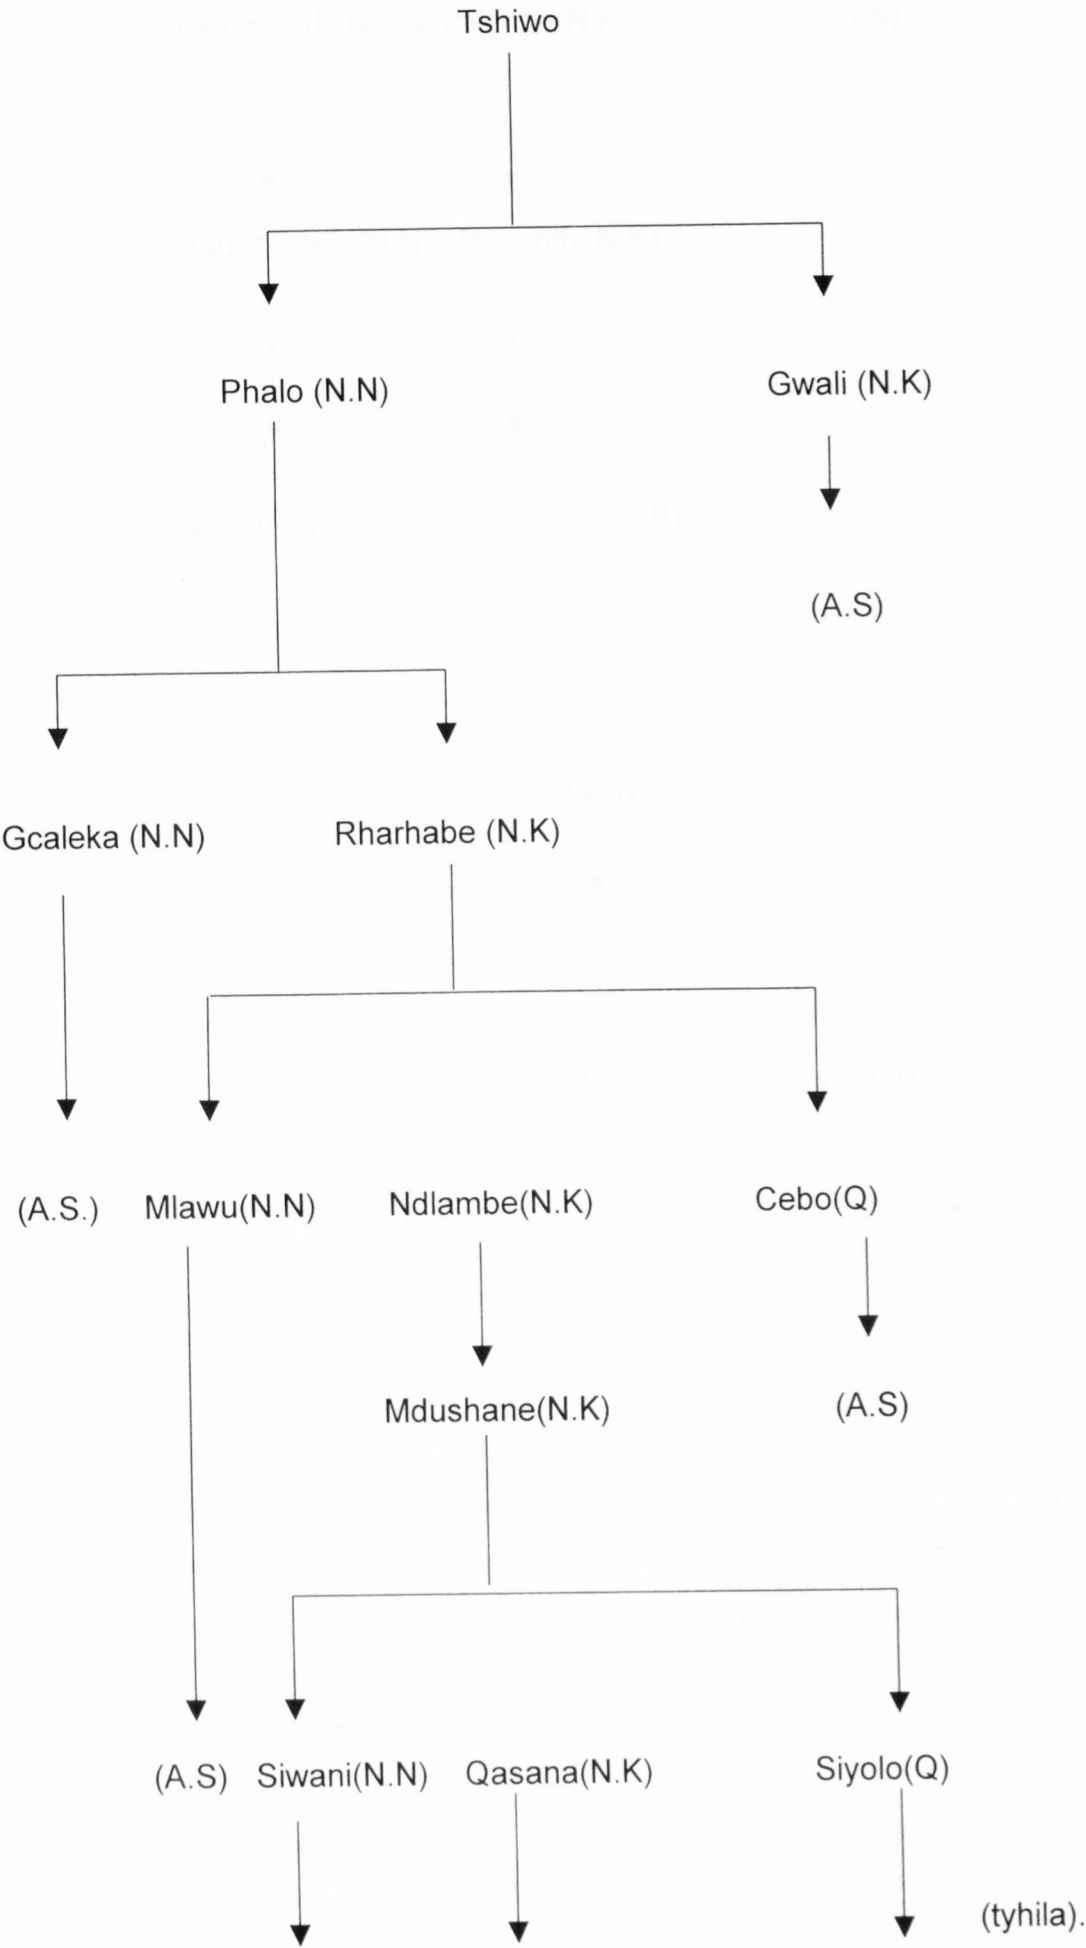 Tshiwo
Phalo (N.N) Gwali (N.K)
(A.S)
Gcaleka (N.N) Rharhabe (N.K)
(A.S.) Mlawu(N.N) Ndlambe(N.K) Cebo(Q)
Mdushane(N.K) (A.S)
(A.S) Siwani(N.N) Qasana(N.K) Siyolo(Q)
(tyhila).